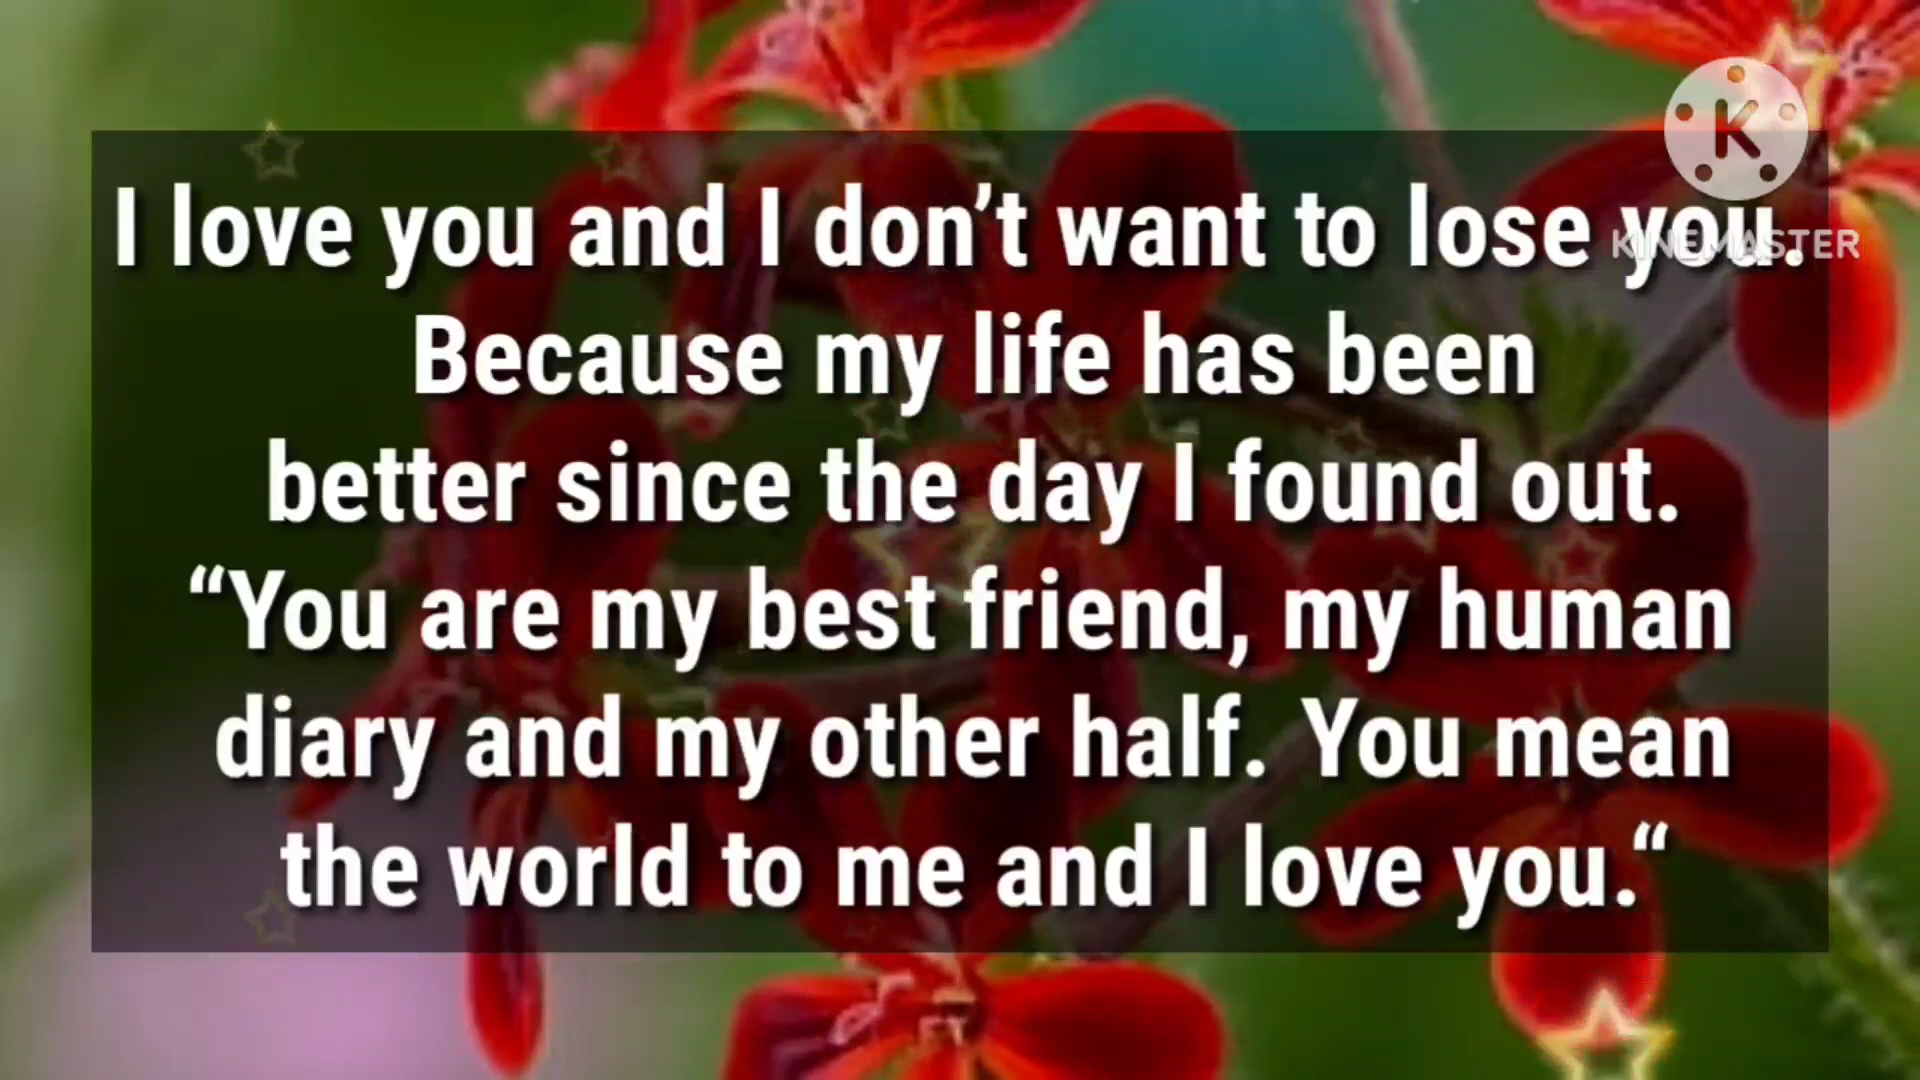 I love you and I don’t want to lose you.
Because my life has been
better since the day I found out.
“You are my best friend, my human
diary and my other half. You mean
the world to me and I love you.“
K
KINEMASTER